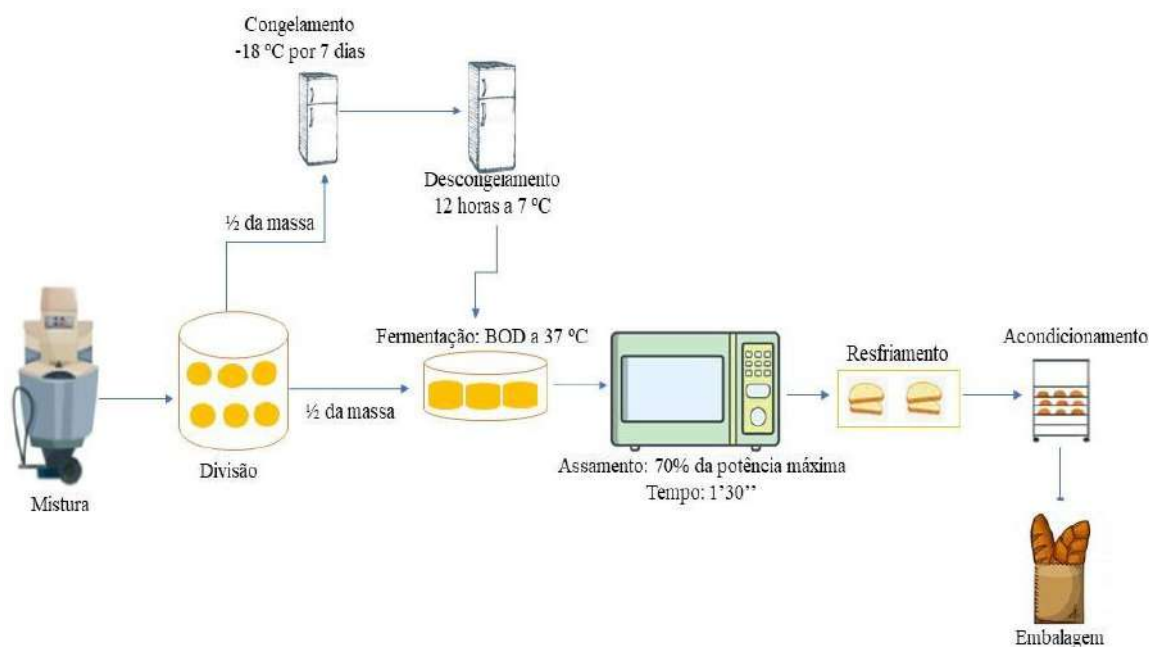 Congelamento
-18 ºC por 7 dias
Descongelamento
12 horas a 7 ºC
½ da massa
Fermentação: BOD a 37 ºC
Acondicionamento
Resfriamento
½ da massa
Divisão
Assamento: 70% da potência máxima
Tempo: 1’30’’
Mistura
Embalagem